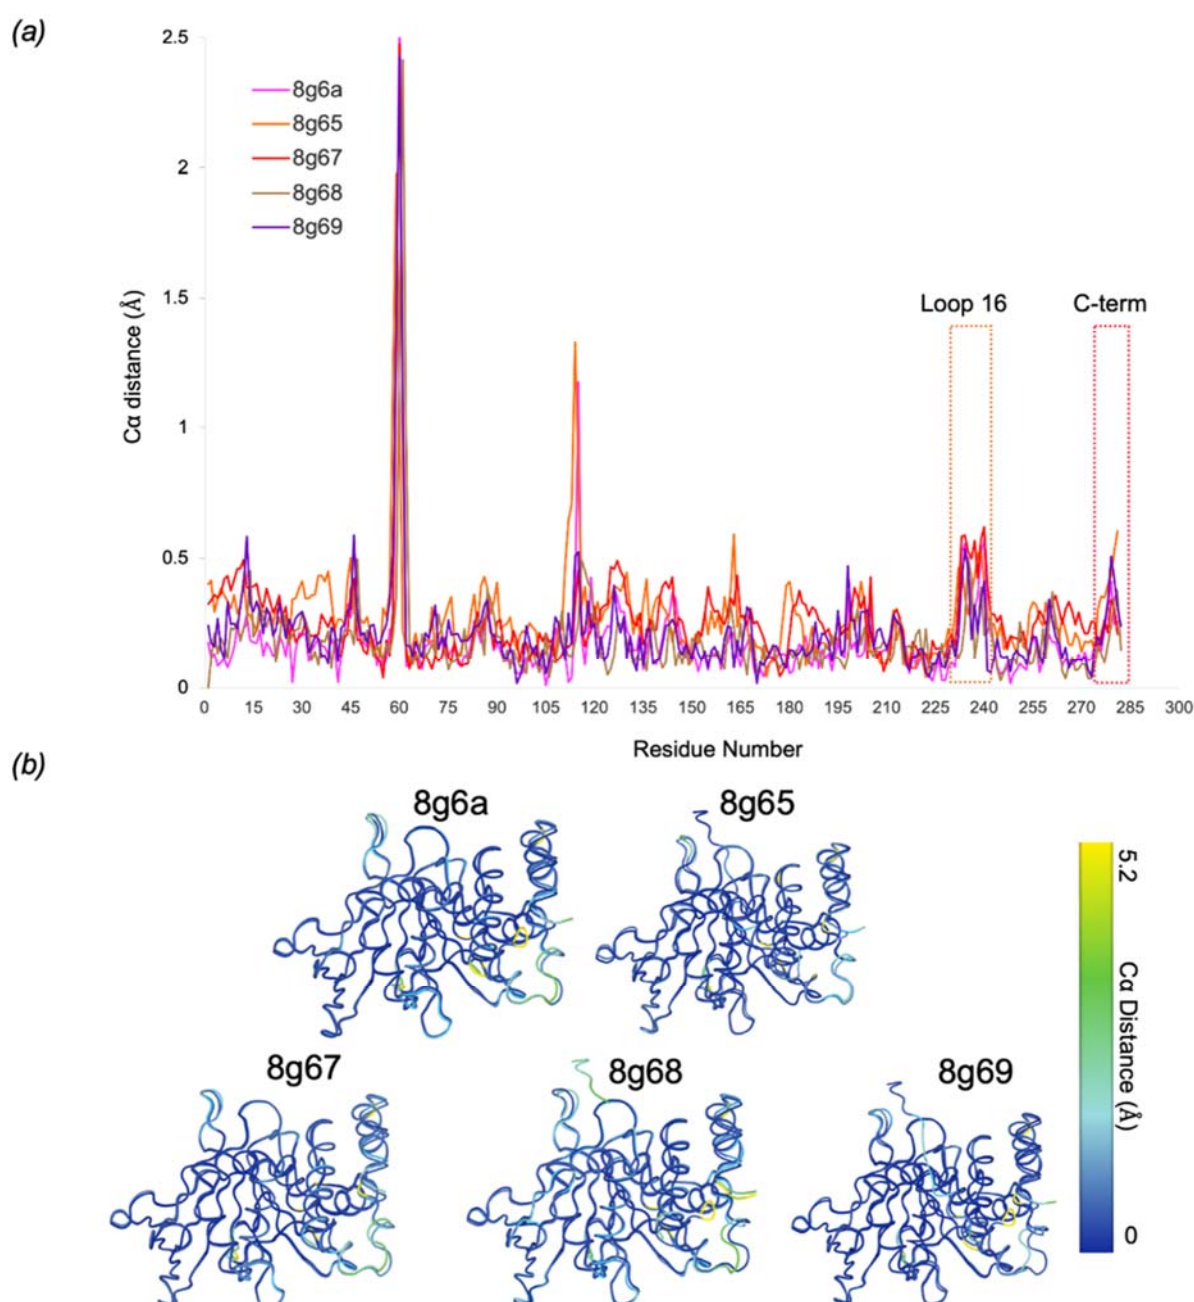 (a)
2.5
2
1.5
1
0.5
0
Cα distance (Å)
8g6a
8g65
8g67
8g68
8g69
Loop 16
C-term
0 15 30 45 60 75 90 105 120 135 150 165 180 195 210 225 240 255 270 285 300
Residue Number
(b)
8g6a
8g65
8g67
8g68
8g69
5.2
Cα Distance (Å)
0